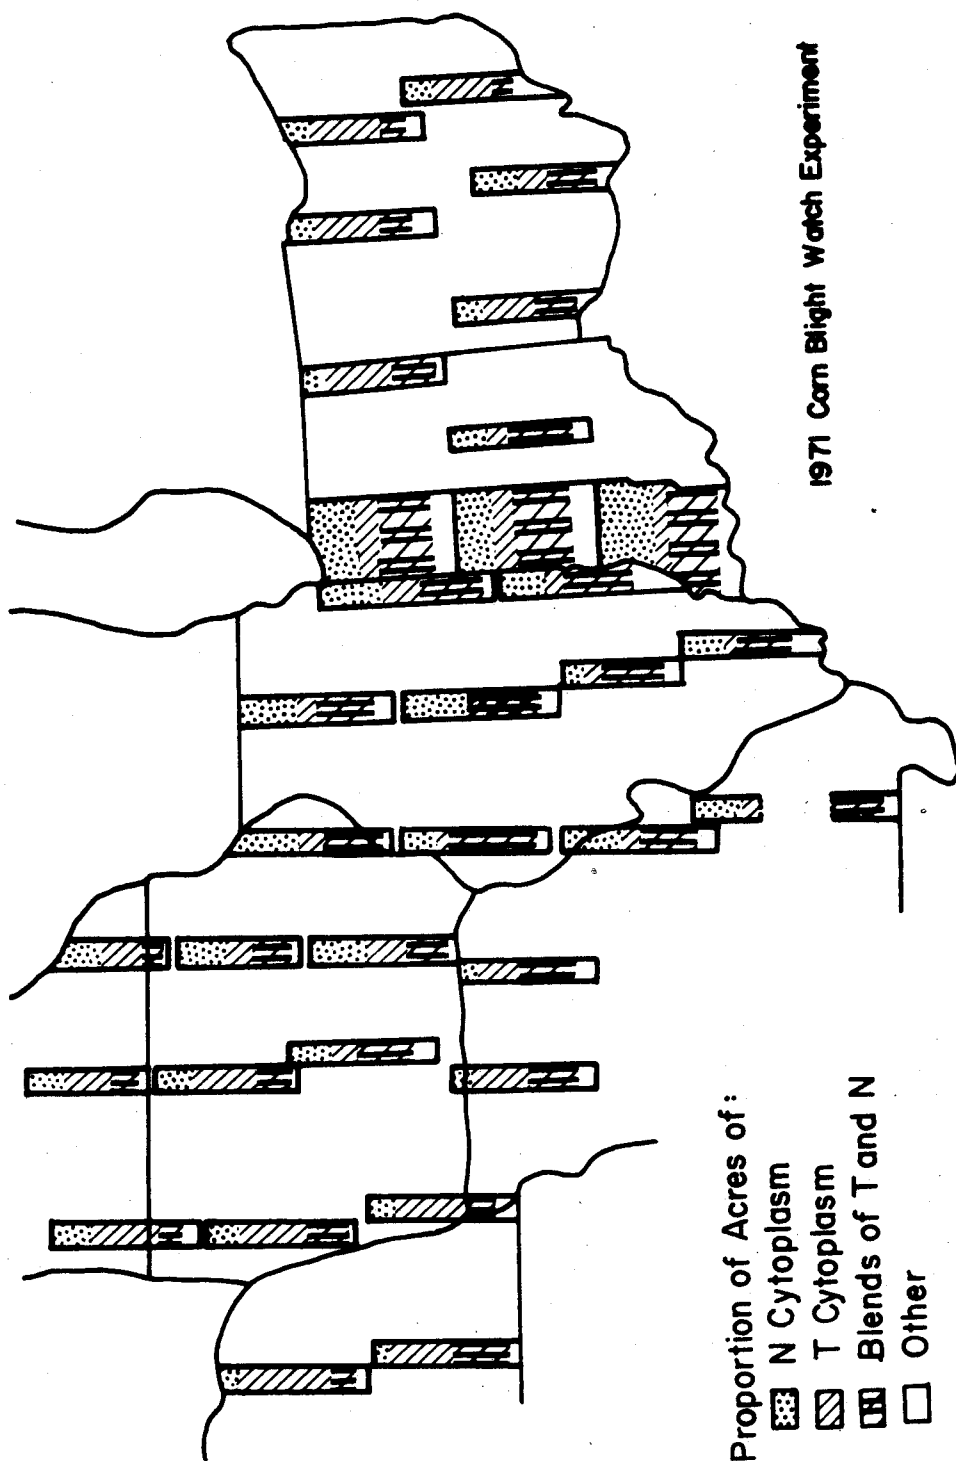 1971 Corn Blight Watch Experiment
Proportion of Acres of:
N Cytoplasm
T Cytoplasm
Blends of T and N
Other